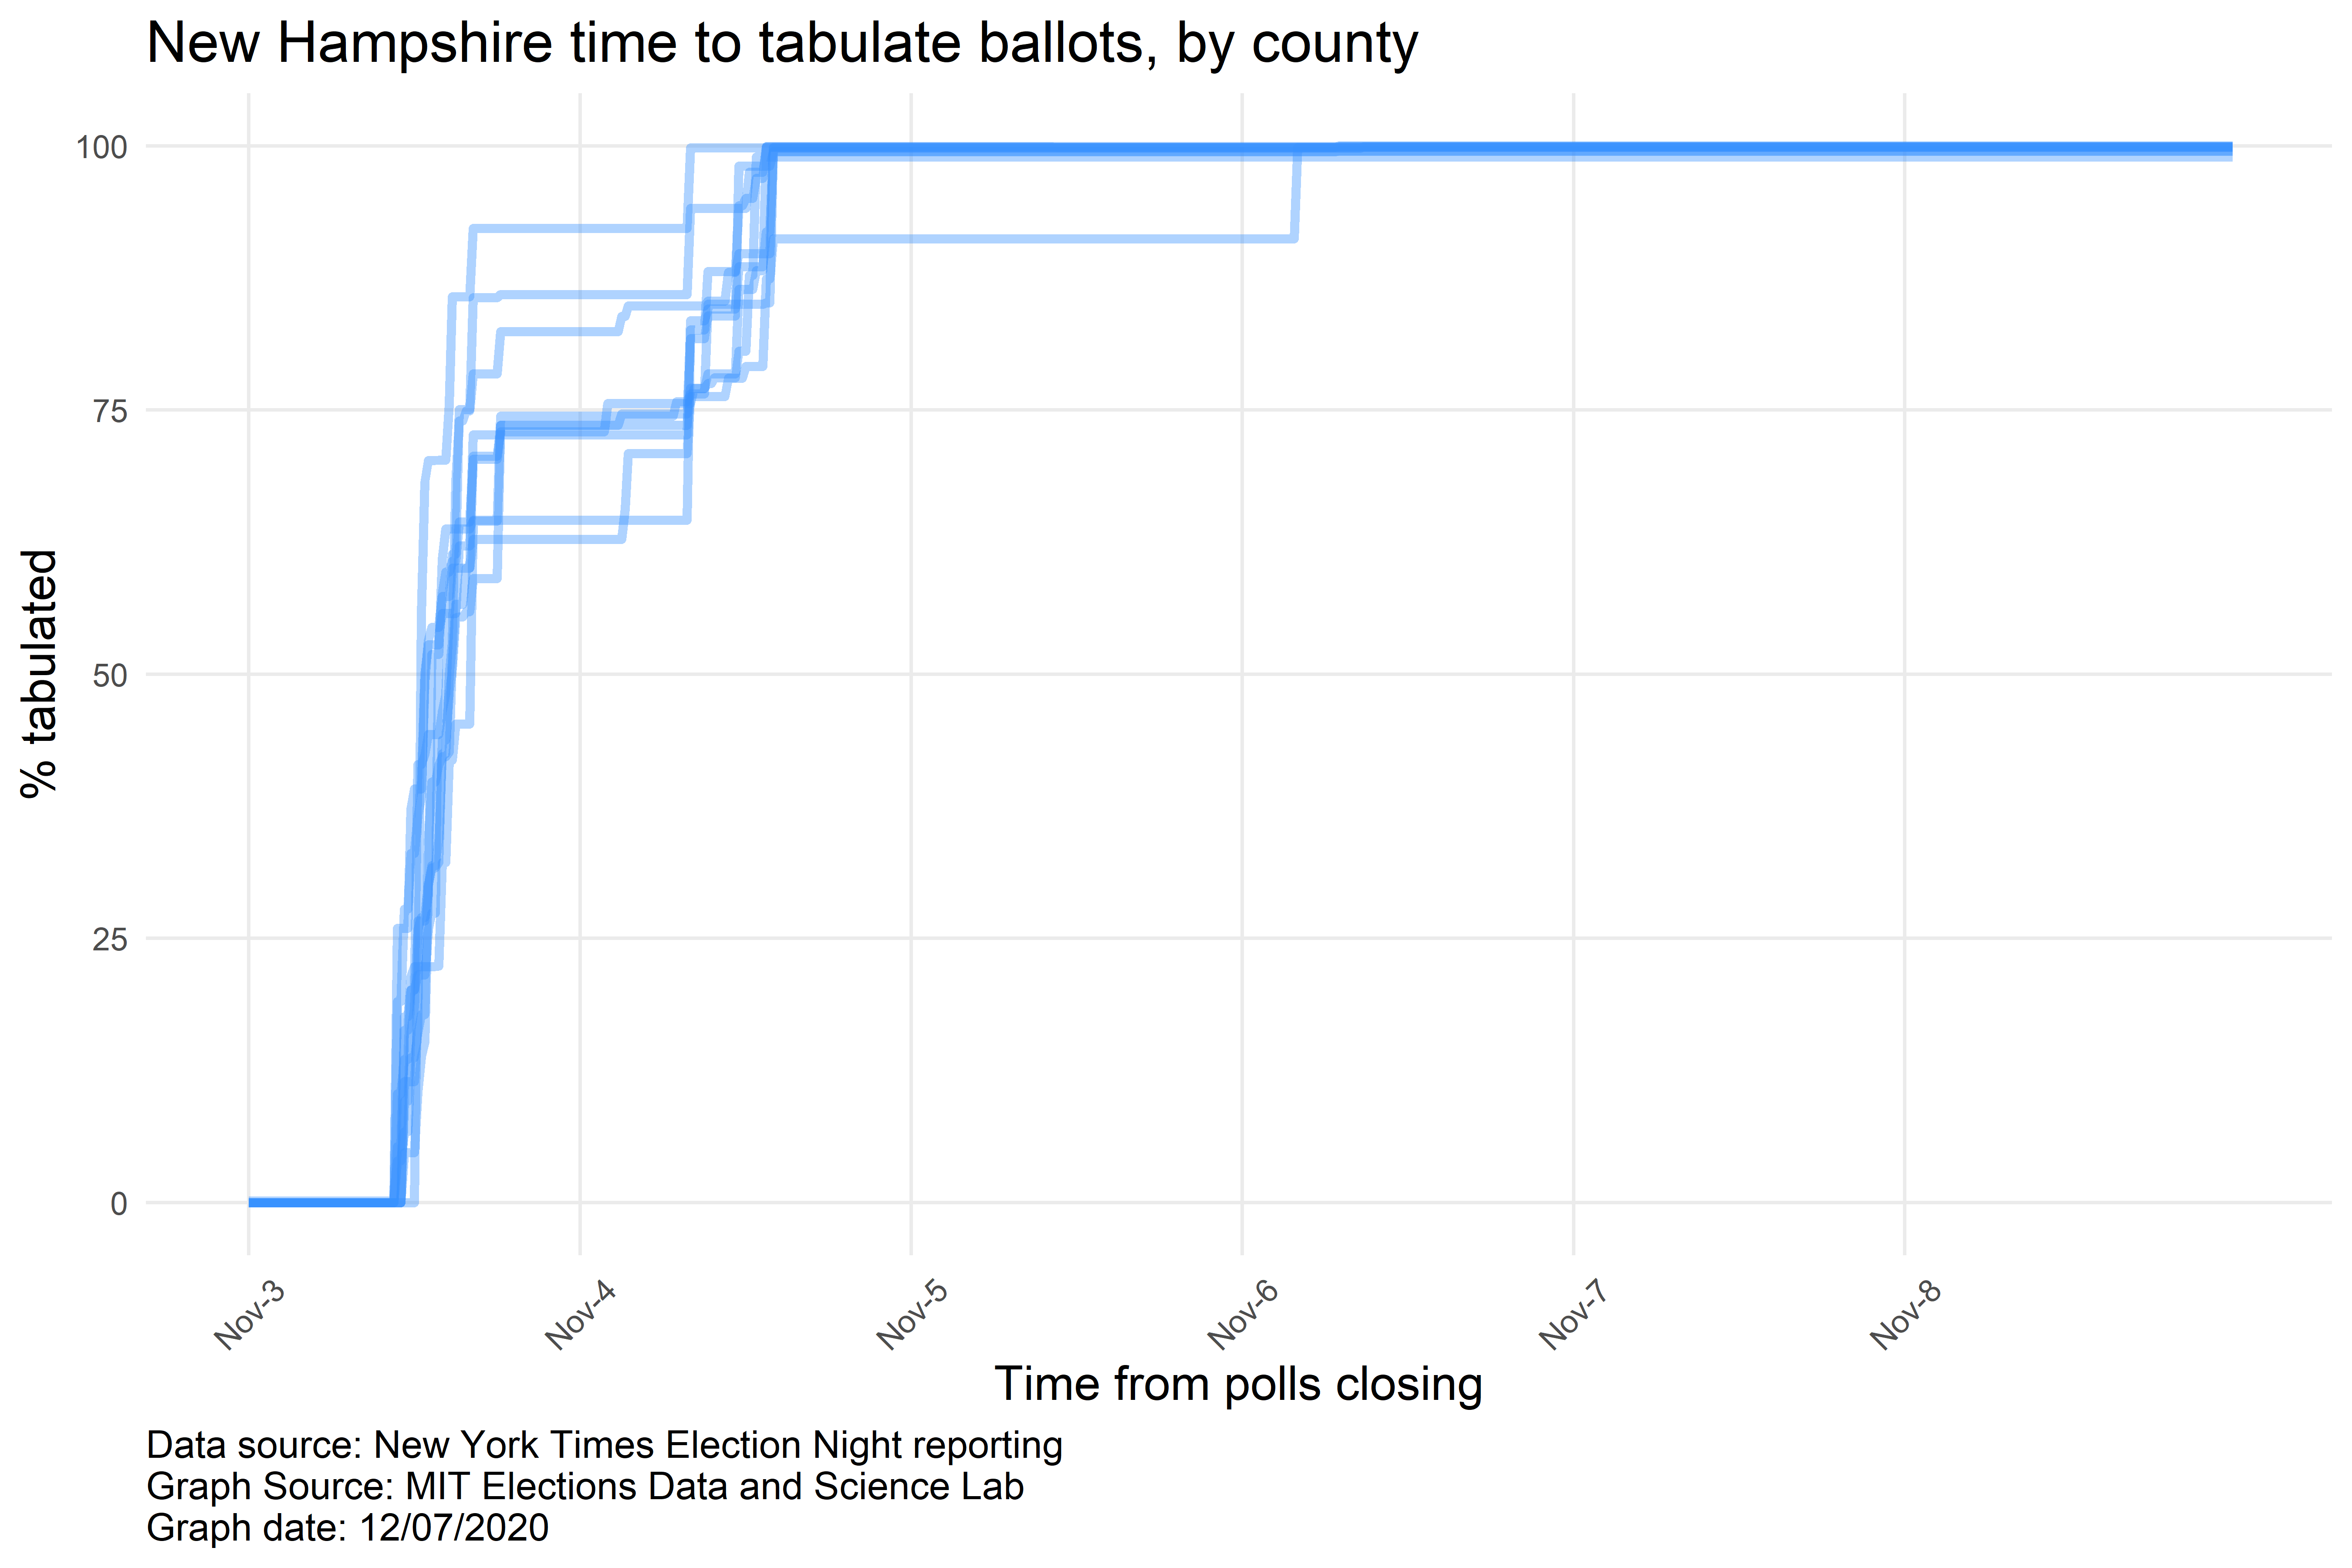 New Hampshire time to tabulate ballots, by county
100
75
50
25
0
% tabulated
Nov-3
Nov-4
Nov-5
Nov-6
Nov-7
Nov-8
Time from polls closing
Data source: New York Times Election Night reporting
Graph Source: MIT Elections Data and Science Lab
Graph date: 12/07/2020